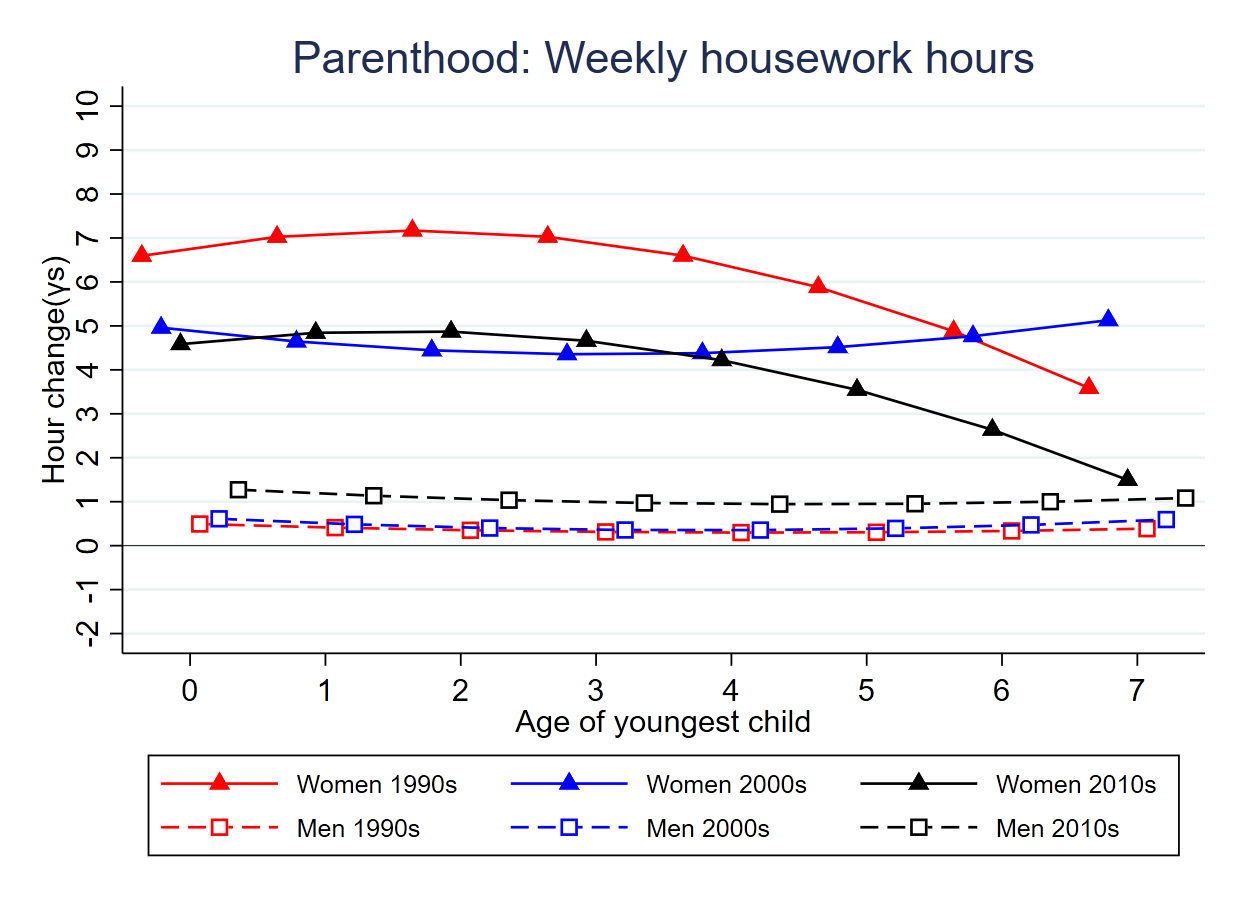 Parenthood: Weekly housework hours
10
9
8
7
6
5
4
3
2
1
0
-1
-2
Hour change(γs)
0 1 2 3 4 5 6 7
Age of youngest child
Women 1990s Women 2000s Women 2010s
Men 1990s Men 2000s Men 2010s